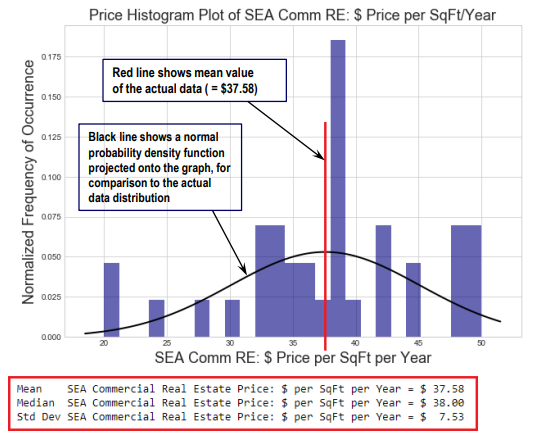 Price Histogram Plot of SEA Comm RE: $ Price per SqFt/Year
Normalized Frequency of Occurrence
0.175
0.150
0.125
0.100
0.075
0.050
0.025
0.000
Red line shows mean value
of the actual data ( = $37.58)
Black line shows a normal
probability density function
projected onto the graph, for
comparison to the actual
data distribution
20 25 30 35 40 45 50
SEA Comm RE: $ Price per SqFt per Year
Mean SEA Commercial Real Estate Price: $ per SqFt per Year = $ 37.58
Median SEA Commercial Real Estate Price: $ per SqFt per Year = $ 38.00
Std Dev SEA Commercial Real Estate Price: $ per SqFt per Year = $ 7.53